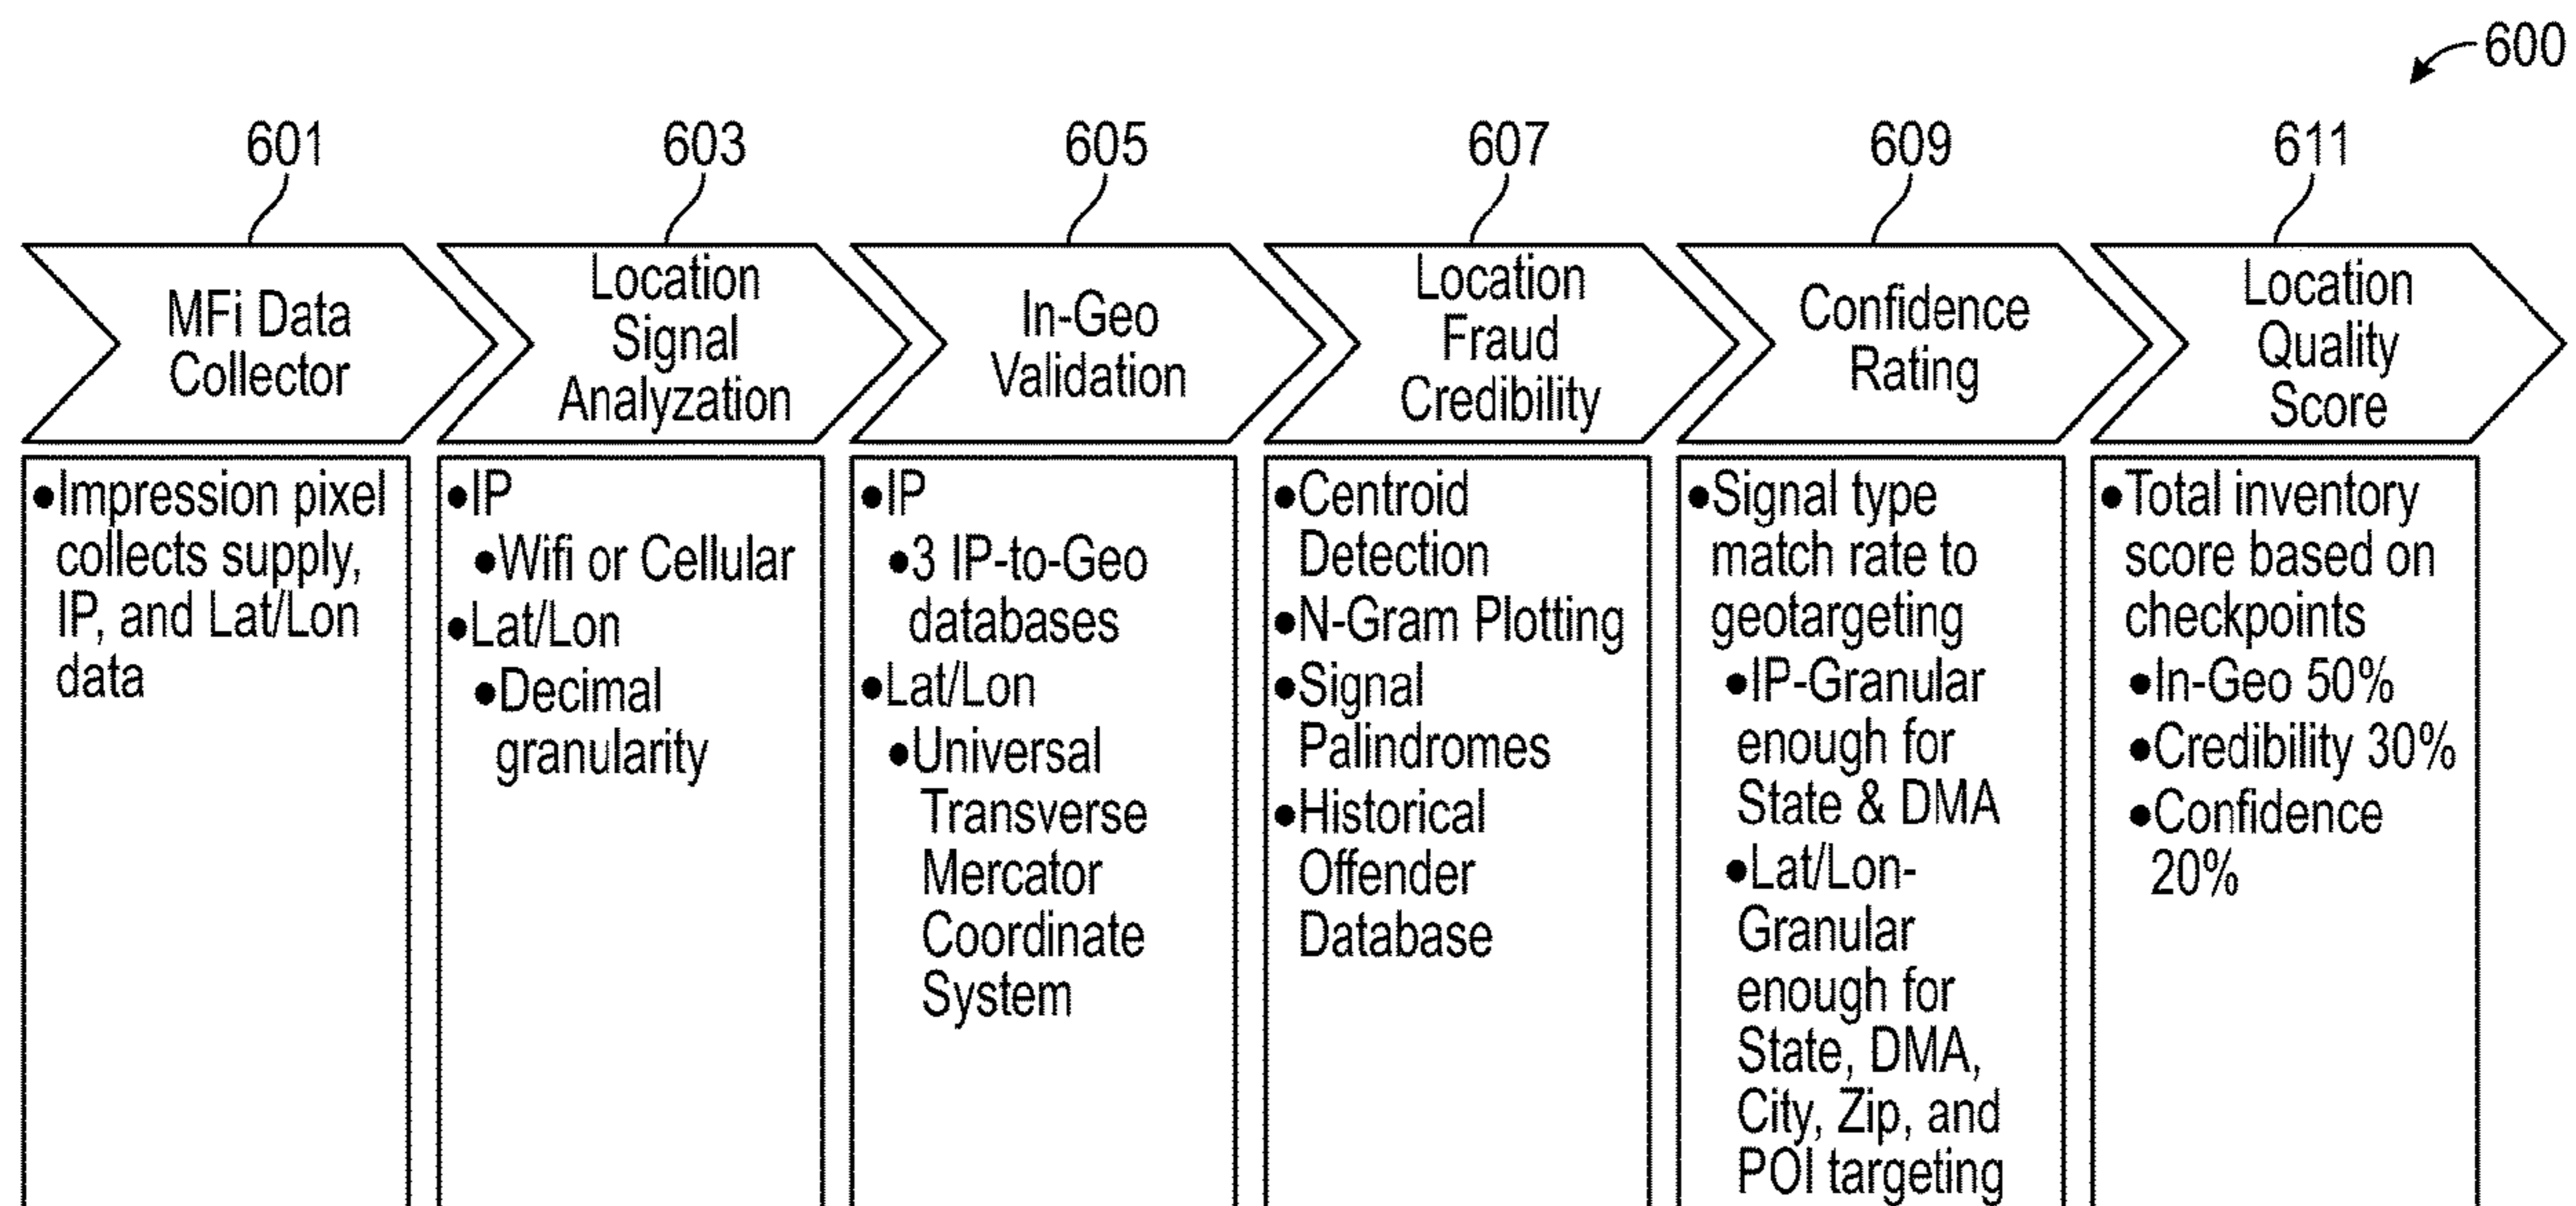 600
601
603
605
607
609
611
MFi Data
Collector
Location
Signal
Analyzation
In-Geo
Validation
Location
Fraud
Credibility
Confidence
Rating
Location
Quality
Score
•Impression pixel
collects supply,
IP, and Lat/Lon
data
•IP
•Wifi or Cellular
•Lat/Lon
•Decimal
granularity
•IP
•3 IP-to-Geo
databases
•Lat/Lon
•Universal
Transverse
Mercator
Coordinate
System
•Centroid
Detection
•N-Gram Plotting
•Signal
Palindromes
•Historical
Offender
Database
•Signal type
match rate to
geotargeting
•IP-Granular
enough for
State & DMA
•Lat/Lon-
Granular
enough for
State, DMA,
City, Zip, and
POI targeting
•Total inventory
score based on
checkpoints
•In-Geo 50%
•Credibility 30%
•Confidence
20%